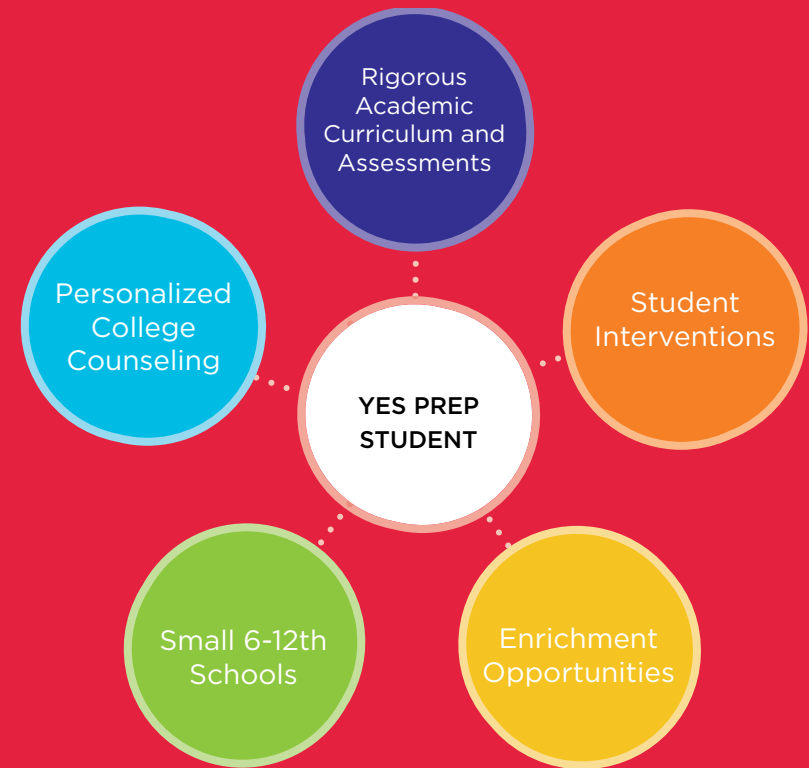 Rigorous
Academic
Curriculum and
Assessments
Personalized
College
Counseling
Student
Interventions
YES PREP
STUDENT
Small 6-12th
Schools
Enrichment
Opportunities